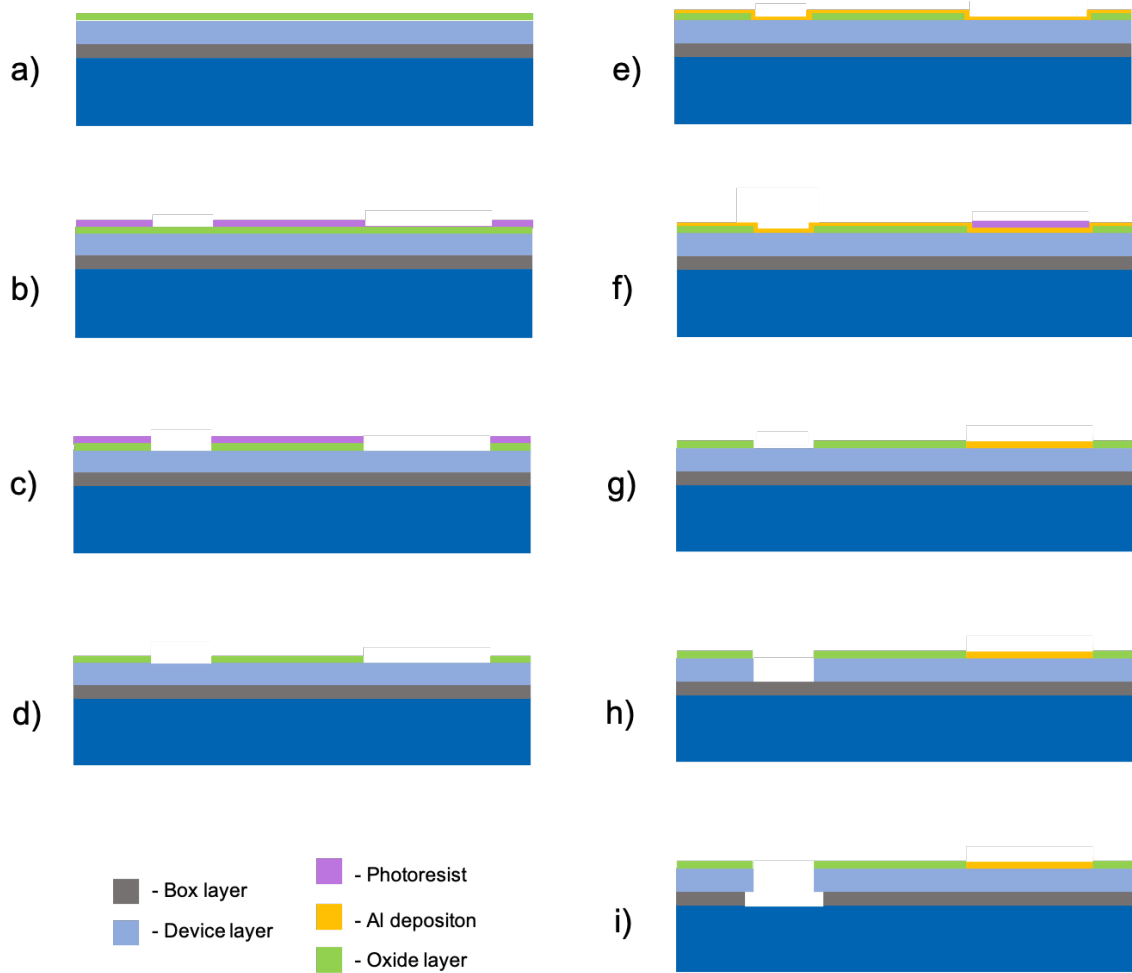 a)
b)
c)
d)
e)
f)
g)
h)
i)
- Box layer
- Device layer
- Photoresist
- Al depositon
- Oxide layer